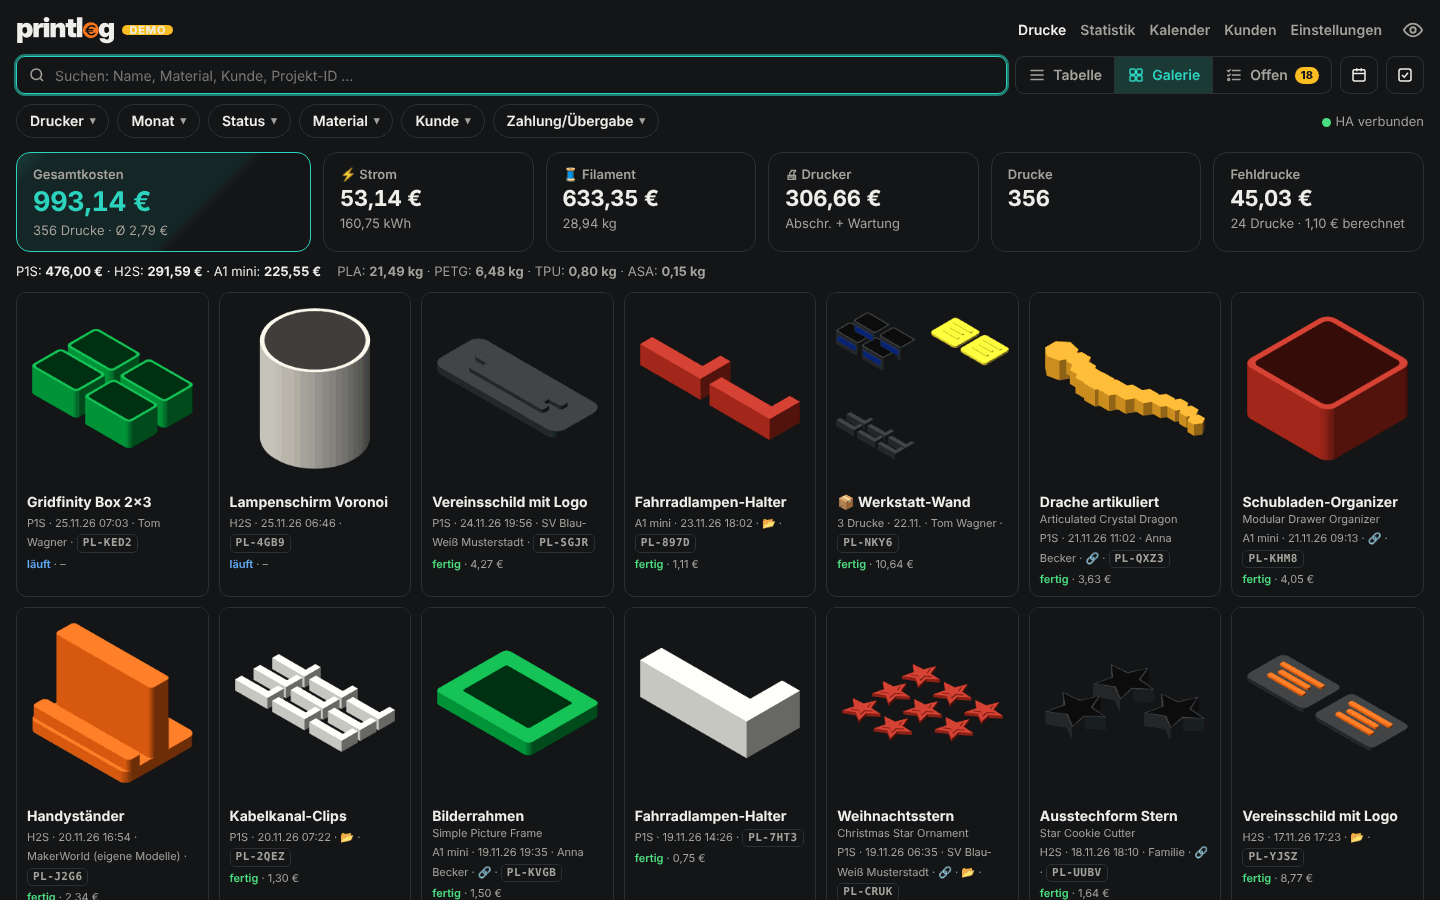 printl€g DEMO
Drucke Statistik Kalender Kunden Einstellungen
Suchen: Name, Material, Kunde, Projekt-ID ...
Tabelle Galerie Offen 18
Drucker ▾ Monat ▾ Status ▾ Material ▾ Kunde ▾ Zahlung/Übergabe ▾
HA verbunden
Gesamtkosten
993,14 €
356 Drucke · Ø 2,79 €
Strom
53,14 €
160,75 kWh
Filament
633,35 €
28,94 kg
Drucker
306,66 €
Abschr. + Wartung
Drucke
356
Fehldrucke
45,03 €
24 Drucke · 1,10 € berechnet
P1S: 476,00 € · H2S: 291,59 € · A1 mini: 225,55 € PLA: 21,49 kg · PETG: 6,48 kg · TPU: 0,80 kg · ASA: 0,15 kg
Gridfinity Box 2×3
P1S · 25.11.26 07:03 · Tom
Wagner · PL-KED2
läuft · –
Lampenschirm Voronoi
H2S · 25.11.26 06:46 ·
PL-4GB9
läuft · –
Vereinsschild mit Logo
P1S · 24.11.26 19:56 · SV Blau-
Weiß Musterstadt · PL-SGJR
fertig · 4,27 €
Fahrradlampen-Halter
A1 mini · 23.11.26 18:02 · 📂 ·
PL-897D
fertig · 1,11 €
📦 Werkstatt-Wand
3 Drucke · 22.11. · Tom Wagner ·
PL-NKY6
fertig · 10,64 €
Drache artikuliert
Articulated Crystal Dragon
P1S · 21.11.26 11:02 · Anna
Becker · 🔗 · PL-QXZ3
fertig · 3,63 €
Schubladen-Organizer
Modular Drawer Organizer
A1 mini · 21.11.26 09:13 · 🔗 ·
PL-KHM8
fertig · 4,05 €
Handyständer
H2S · 20.11.26 16:54 ·
MakerWorld (eigene Modelle) ·
PL-J2G6
fertig · 2,34 €
Kabelkanal-Clips
P1S · 20.11.26 07:22 · 📂 ·
PL-2QEZ
fertig · 1,30 €
Bilderrahmen
Simple Picture Frame
A1 mini · 19.11.26 19:35 · Anna
Becker · 🔗 · PL-KVGB
fertig · 1,50 €
Fahrradlampen-Halter
P1S · 19.11.26 14:26 · PL-7HT3
fertig · 0,75 €
Weihnachtsstern
Christmas Star Ornament
P1S · 19.11.26 06:35 · SV Blau-
Weiß Musterstadt · 🔗 · 📂 ·
PL-CRUK
Ausstechform Stern
Star Cookie Cutter
H2S · 18.11.26 18:10 · Familie · 🔗
· PL-UUBV
fertig · 1,64 €
Vereinsschild mit Logo
H2S · 17.11.26 17:23 · 📂 ·
PL-YJSZ
fertig · 8,77 €